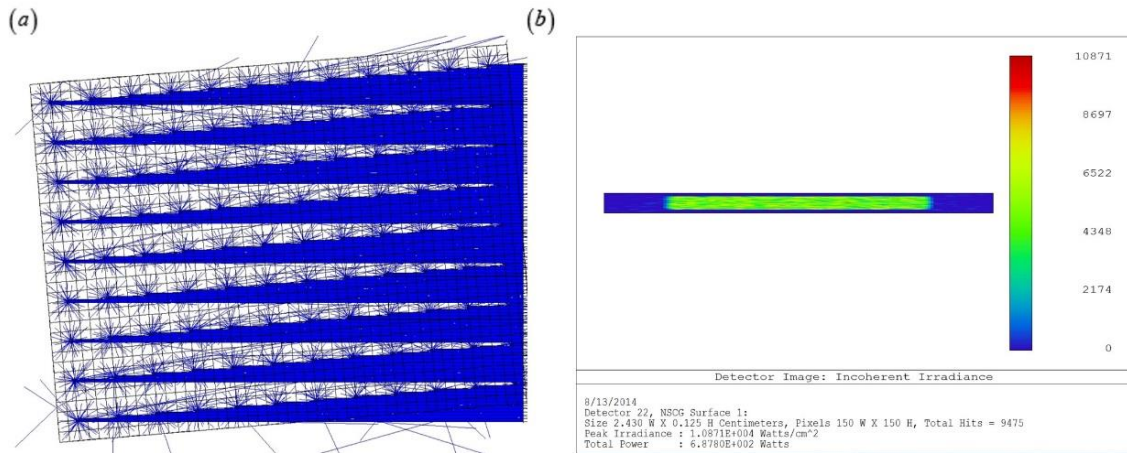 (a)
(b)
10871
8697
6522
4348
2174
0
Detector Image: Incoherent Irradiance
8/13/2014
Detector 22, NSCG Surface 1:
Size 2.430 W X 0.125 H Centimeters, Pixels 150 W X 150 H, Total Hits = 9475
Peak Irradiance : 1.0871E+004 Watts/cm^2
Total Power : 6.8780E+002 Watts